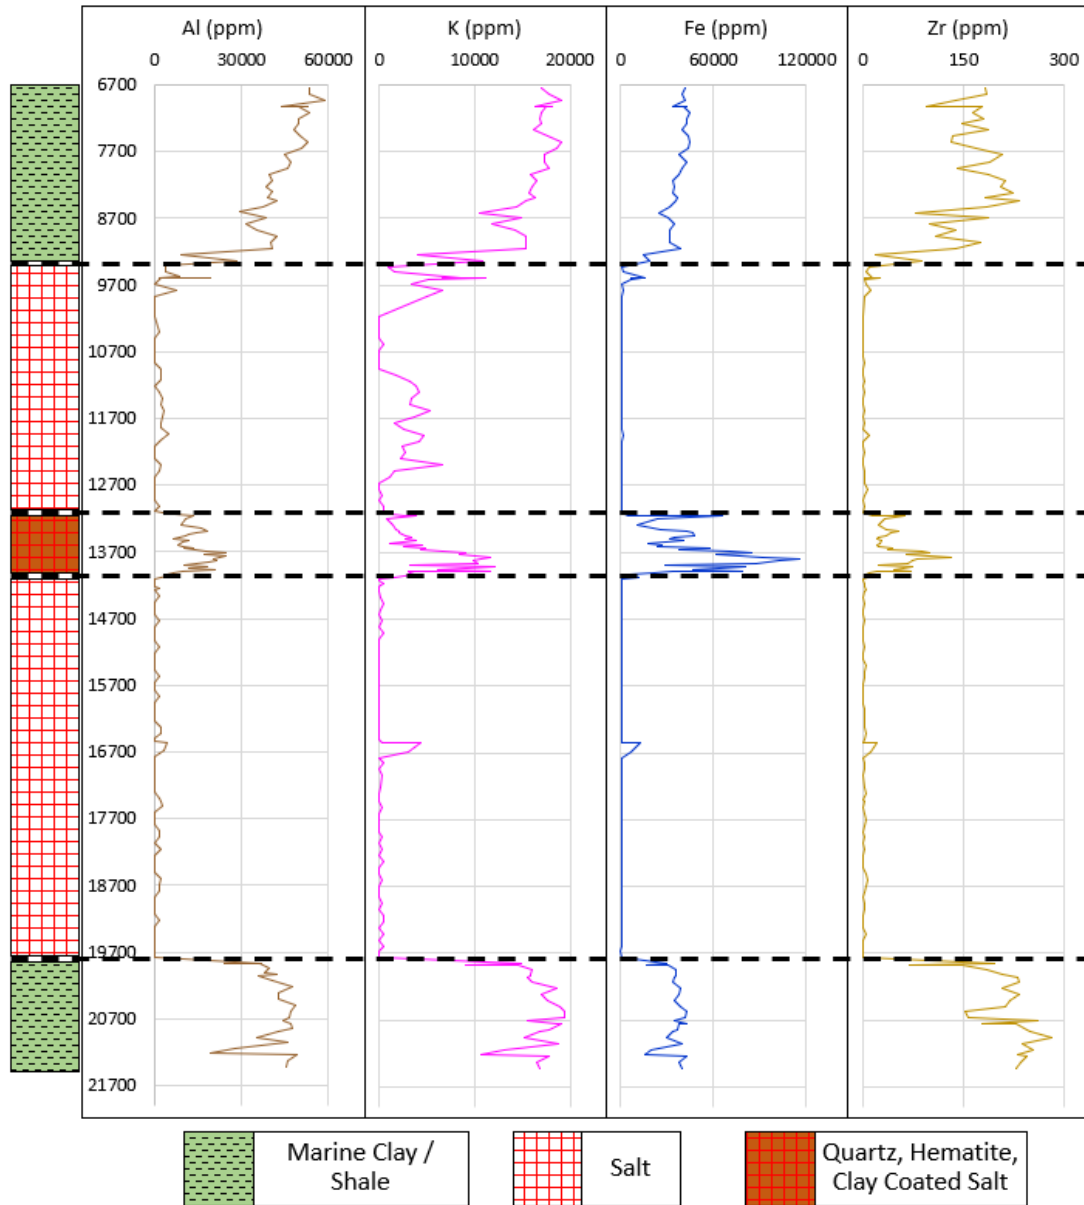 Al (ppm) K (ppm) Fe (ppm) Zr (ppm)
0 30000 60000 0 10000 20000 0 60000 120000 0 150 300
6700
7700
8700
9700
10700
11700
12700
13700
14700
15700
16700
17700
18700
19700
20700
21700
Marine Clay /
Shale
Salt
Quartz, Hematite,
Clay Coated Salt